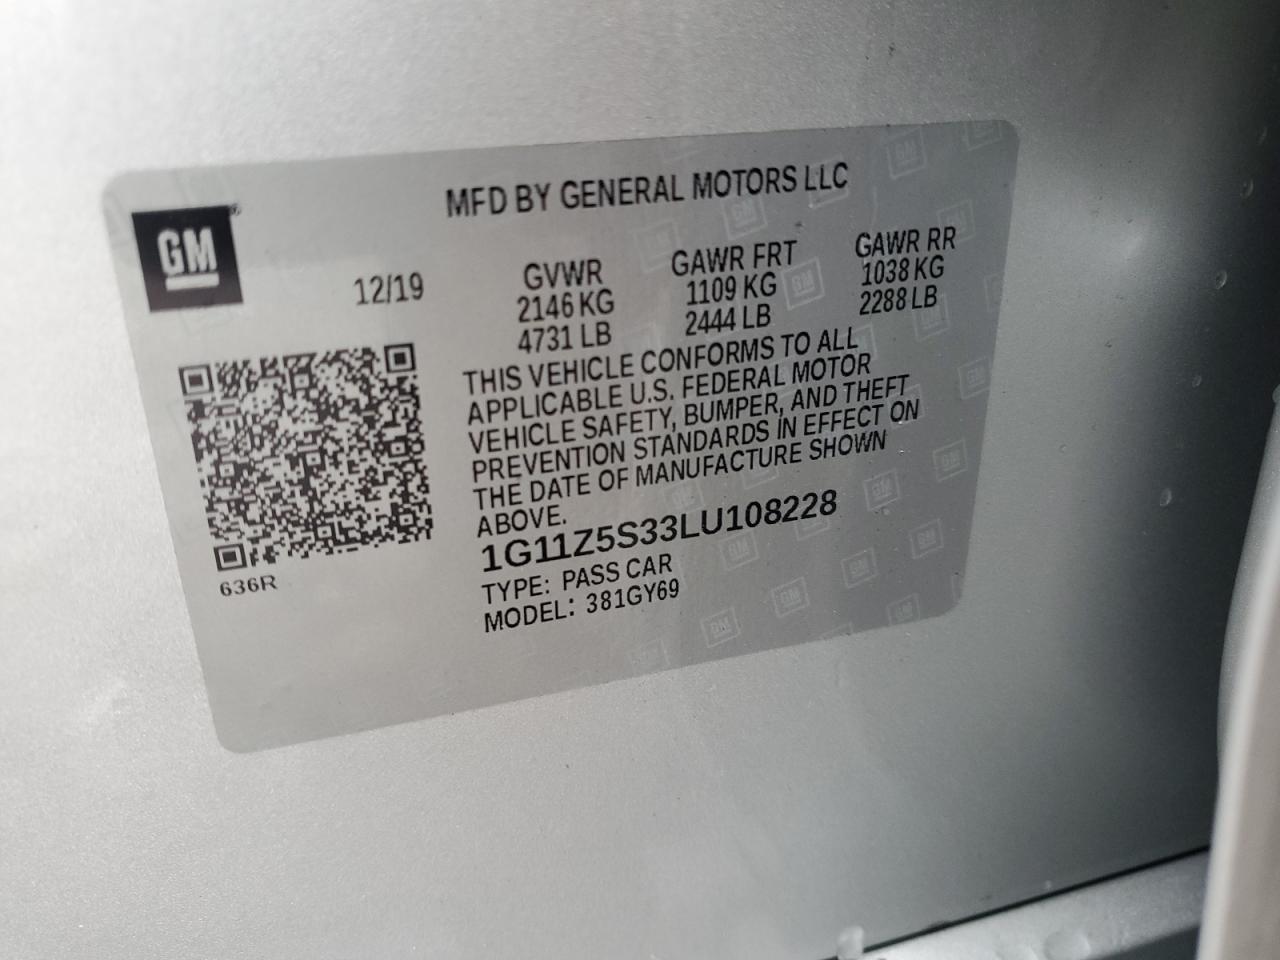 MFD BY GENERAL MOTORS LLC
GM
12/19
GVWR
2146 KG
4731 LB
GAWR FRT
1109 KG
2444 LB
GAWR RR
1038 KG
2288 LB
THIS VEHICLE CONFORMS TO ALL
APPLICABLE U.S. FEDERAL MOTOR
VEHICLE SAFETY, BUMPER, AND THEFT
PREVENTION STANDARDS IN EFFECT ON
THE DATE OF MANUFACTURE SHOWN
ABOVE.
1G11Z5S33LU108228
TYPE: PASS CAR
MODEL: 381GY69
636R